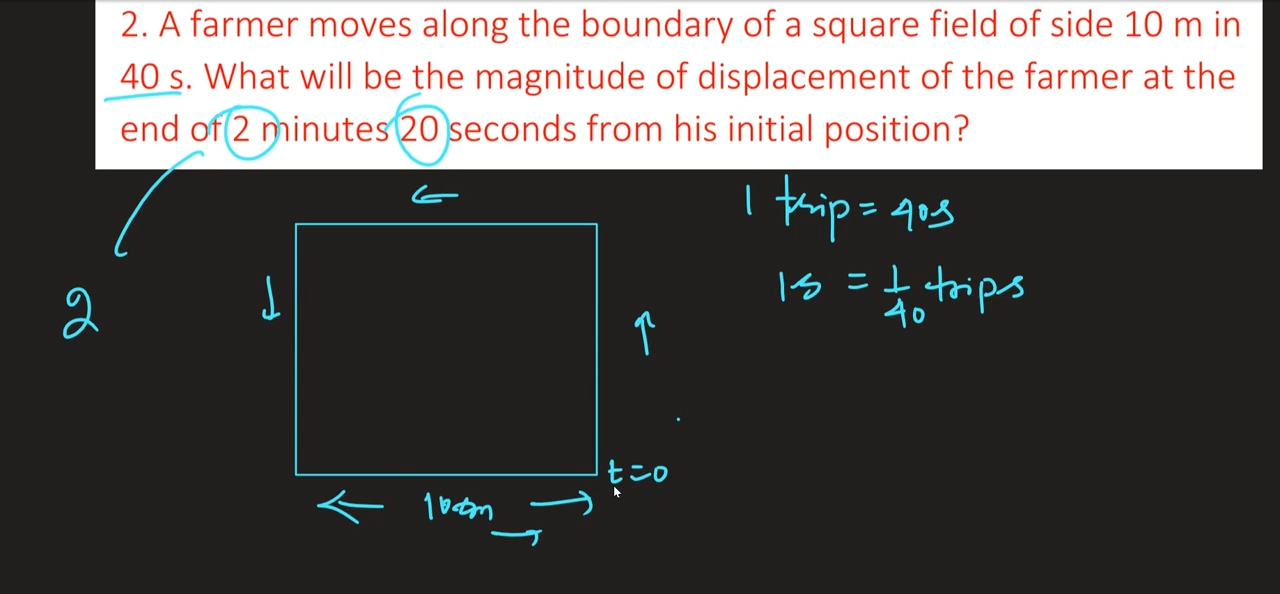 2. A farmer moves along the boundary of a square field of side 10 m in
40 s. What will be the magnitude of displacement of the farmer at the
end of 2 minutes 20 seconds from his initial position?
1 trip = 40s
1s = 1/40 trips
2
t=0